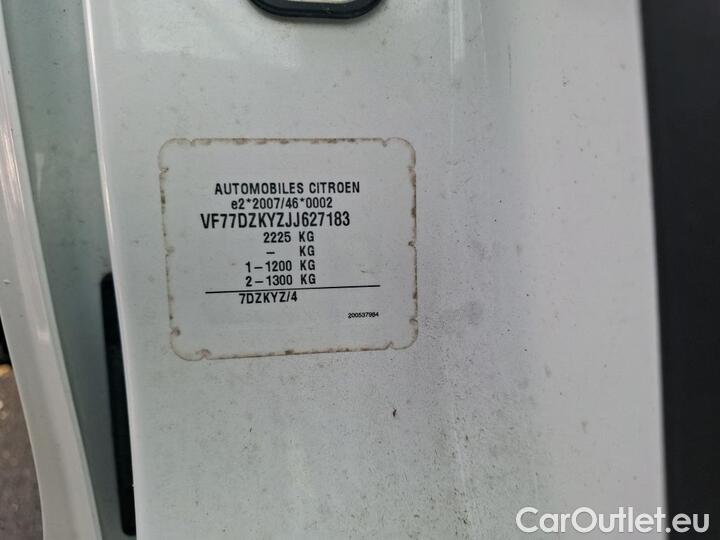 AUTOMOBILES CITROEN
e2*2007/46*0002
VF77DZKYZJJ627183
2225 KG
- KG
1-1200 KG
2-1300 KG
7DZKYZ/4
200537984
CarOutlet.eu